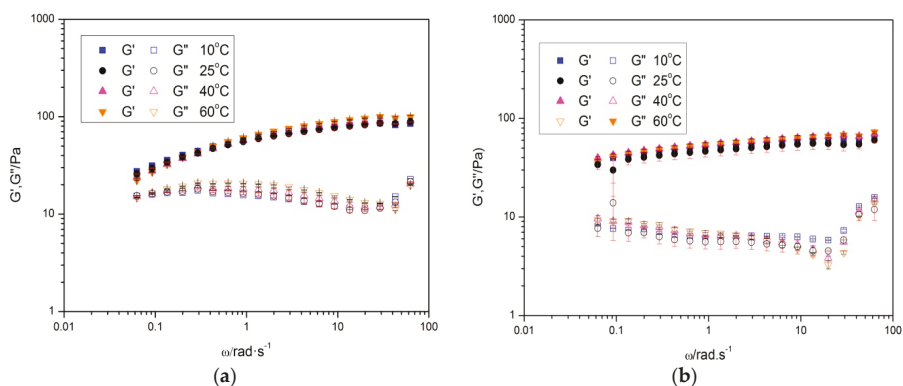 1000
100
10
1
G',G''/Pa
G' G'' 10°C
G' G'' 25°C
G' G'' 40°C
G' G'' 60°C
0.01 0.1 1 10 100
ω/rad·s⁻¹
(a)
1000
100
10
1
G',G''/Pa)
G' G'' 10°C
G' G'' 25°C
G' G'' 40°C
G' G'' 60°C
0.01 0.1 1 10 100
ω/rad.s⁻¹
(b)